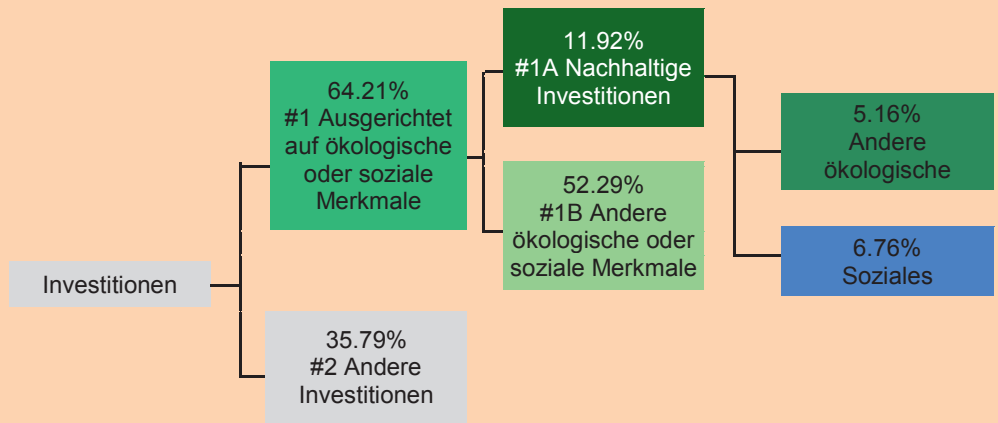 Investitionen
64.21%
#1 Ausgerichtet
auf ökologische
oder soziale
Merkmale
35.79%
#2 Andere
Investitionen
11.92%
#1A Nachhaltige
Investitionen
52.29%
#1B Andere
ökologische oder
soziale Merkmale
5.16%
Andere
ökologische
6.76%
Soziales